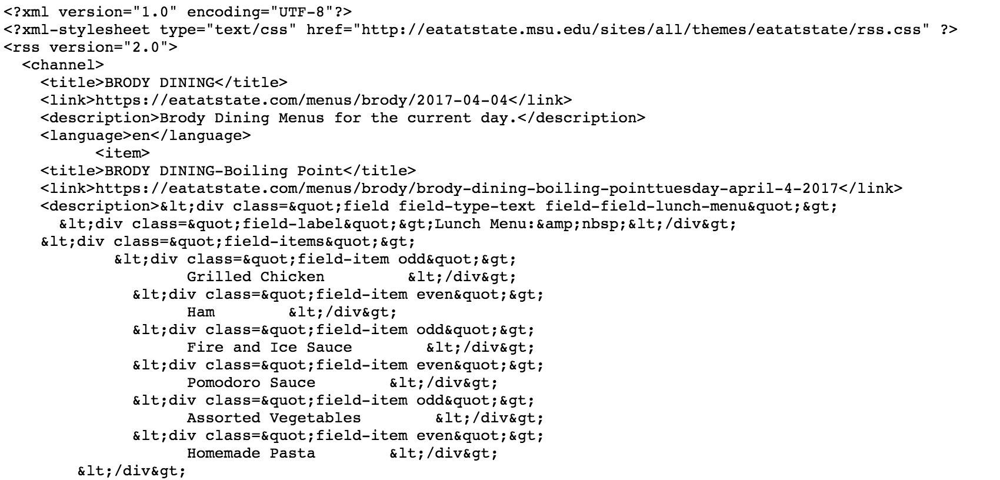 <?xml version="1.0" encoding="UTF-8"?>
<?xml-stylesheet type="text/css" href="http://eatatstate.msu.edu/sites/all/themes/eatatstate/rss.css" ?>
<rss version="2.0">
  <channel>
    <title>BRODY DINING</title>
    <link>https://eatatstate.com/menus/brody/2017-04-04</link>
    <description>Brody Dining Menus for the current day.</description>
    <language>en</language>
          <item>
    <title>BRODY DINING-Boiling Point</title>
    <link>https://eatatstate.com/menus/brody/brody-dining-boiling-pointtuesday-april-4-2017</link>
    <description>&lt;div class=&quot;field field-type-text field-field-lunch-menu&quot;&gt;
      &lt;div class=&quot;field-label&quot;&gt;Lunch Menu:&amp;nbsp;&lt;/div&gt;
    &lt;div class=&quot;field-items&quot;&gt;
            &lt;div class=&quot;field-item odd&quot;&gt;
                    Grilled Chicken         &lt;/div&gt;
              &lt;div class=&quot;field-item even&quot;&gt;
                    Ham        &lt;/div&gt;
              &lt;div class=&quot;field-item odd&quot;&gt;
                    Fire and Ice Sauce        &lt;/div&gt;
              &lt;div class=&quot;field-item even&quot;&gt;
                    Pomodoro Sauce        &lt;/div&gt;
              &lt;div class=&quot;field-item odd&quot;&gt;
                    Assorted Vegetables        &lt;/div&gt;
              &lt;div class=&quot;field-item even&quot;&gt;
                    Homemade Pasta        &lt;/div&gt;
        &lt;/div&gt;